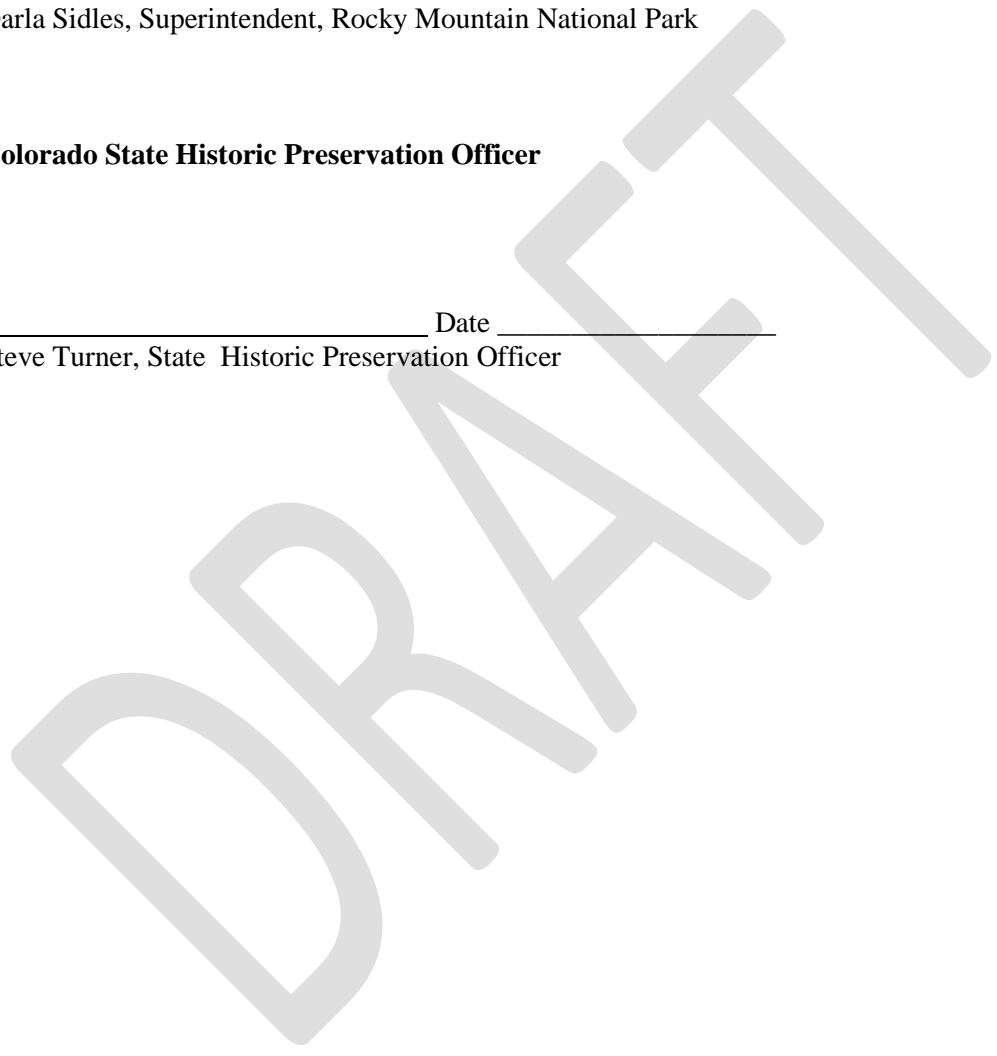 arla Sidles, Superintendent, Rocky Mountain National Park
olorado State Historic Preservation Officer
Date ____________________
teve Turner, State  Historic Preservation Officer
DRAFT